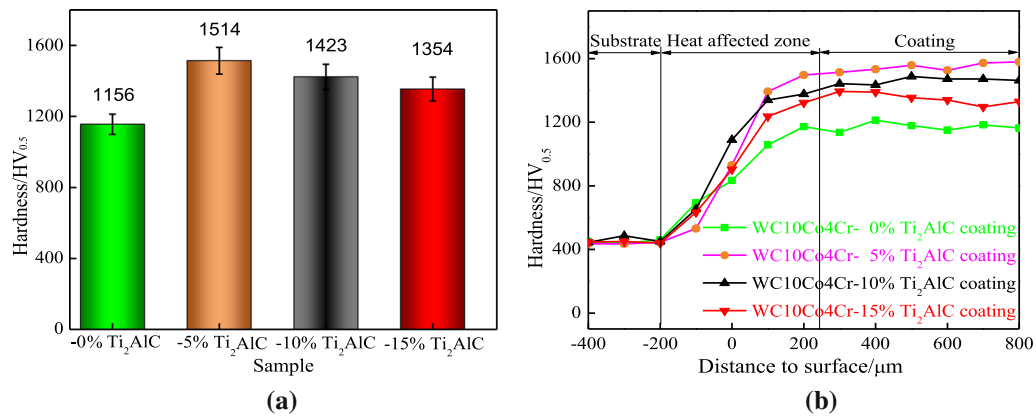 (a)
1600
1200
800
400
0
Hardness/HV0.5
1156
1514
1423
1354
-0% Ti2AlC
-5% Ti2AlC
-10% Ti2AlC
-15% Ti2AlC
Sample
(a)
(b)
1600
1200
800
400
0
Hardness/HV0.5
Substrate
Heat affected zone
Coating
WC10Co4Cr- 0% Ti2AlC coating
WC10Co4Cr- 5% Ti2AlC coating
WC10Co4Cr-10% Ti2AlC coating
WC10Co4Cr-15% Ti2AlC coating
-400 -200 0 200 400 600 800
Distance to surface/μm
(b)